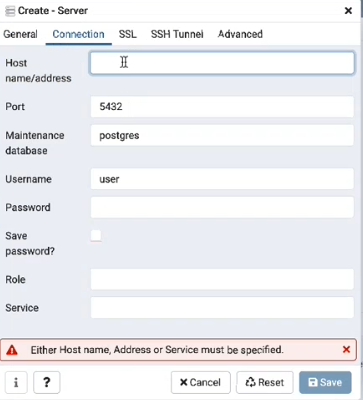 Create - Server
General Connection SSL SSH Tunnel Advanced
Host
name/address
Port 5432
Maintenance postgres
database
Username user
Password
Save
password?
Role
Service
Either Host name, Address or Service must be specified.
i ? Cancel Reset Save